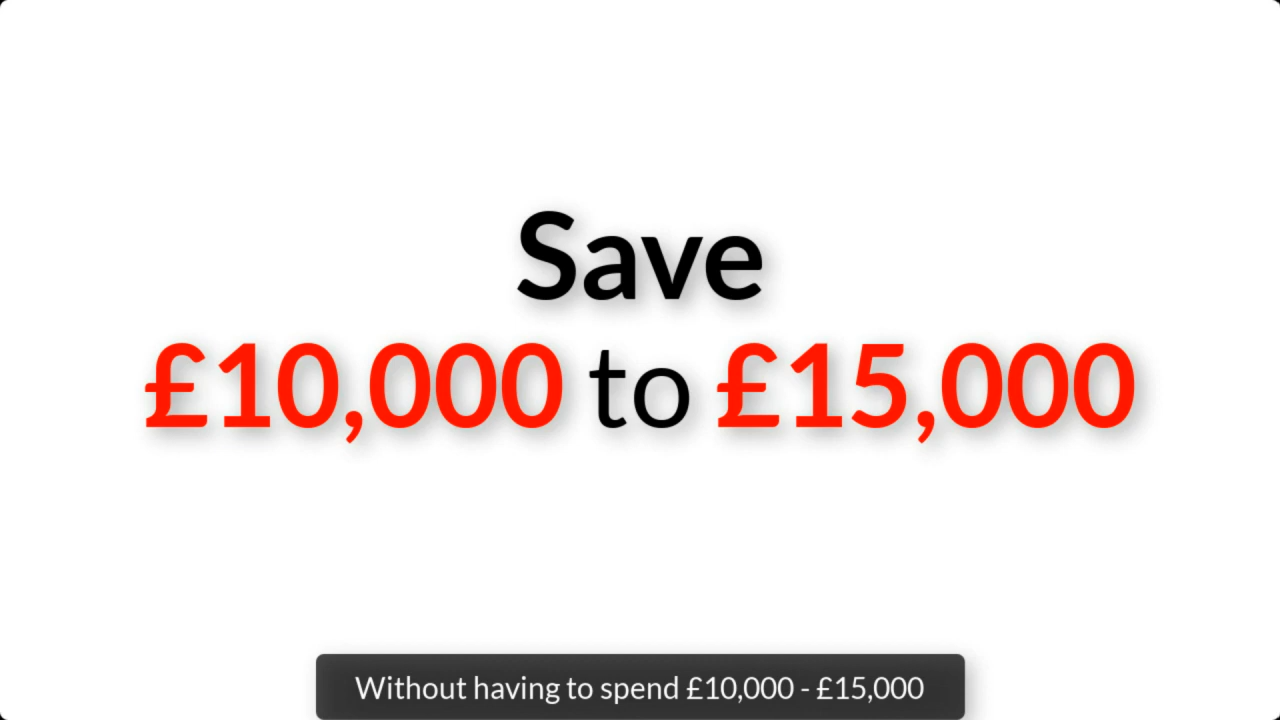 Save
£10,000 to £15,000
Without having to spend £10,000 - £15,000